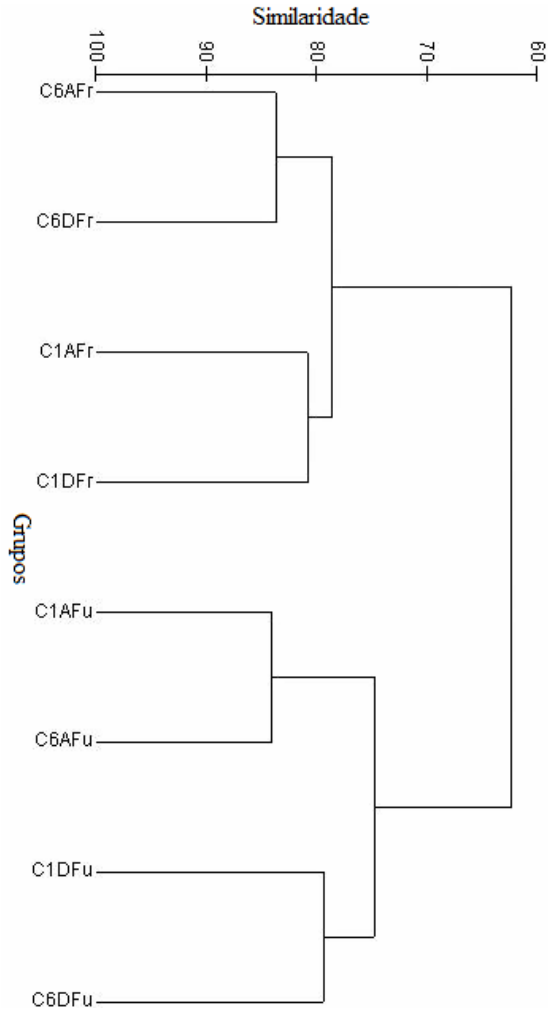 Similaridade
100 90 80 70 60
C6AFr
C6DFr
C1AFr
C1DFr
Grupos
C1AFu
C6AFu
C1DFu
C6DFu